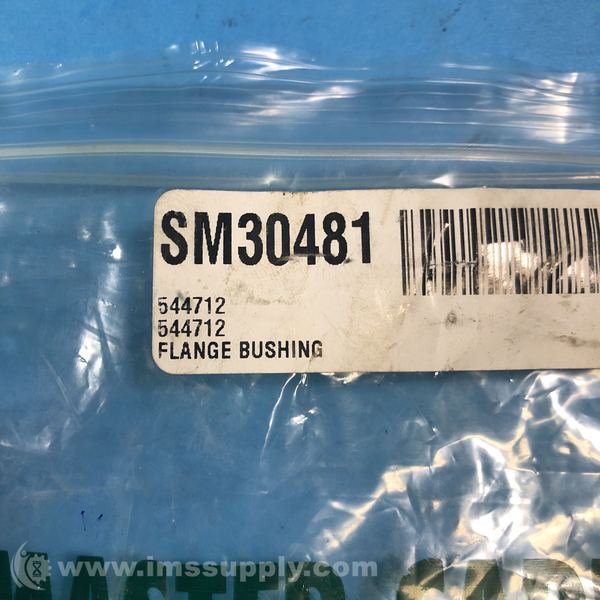 SM30481
544712
544712
FLANGE BUSHING
www.imssupply.com